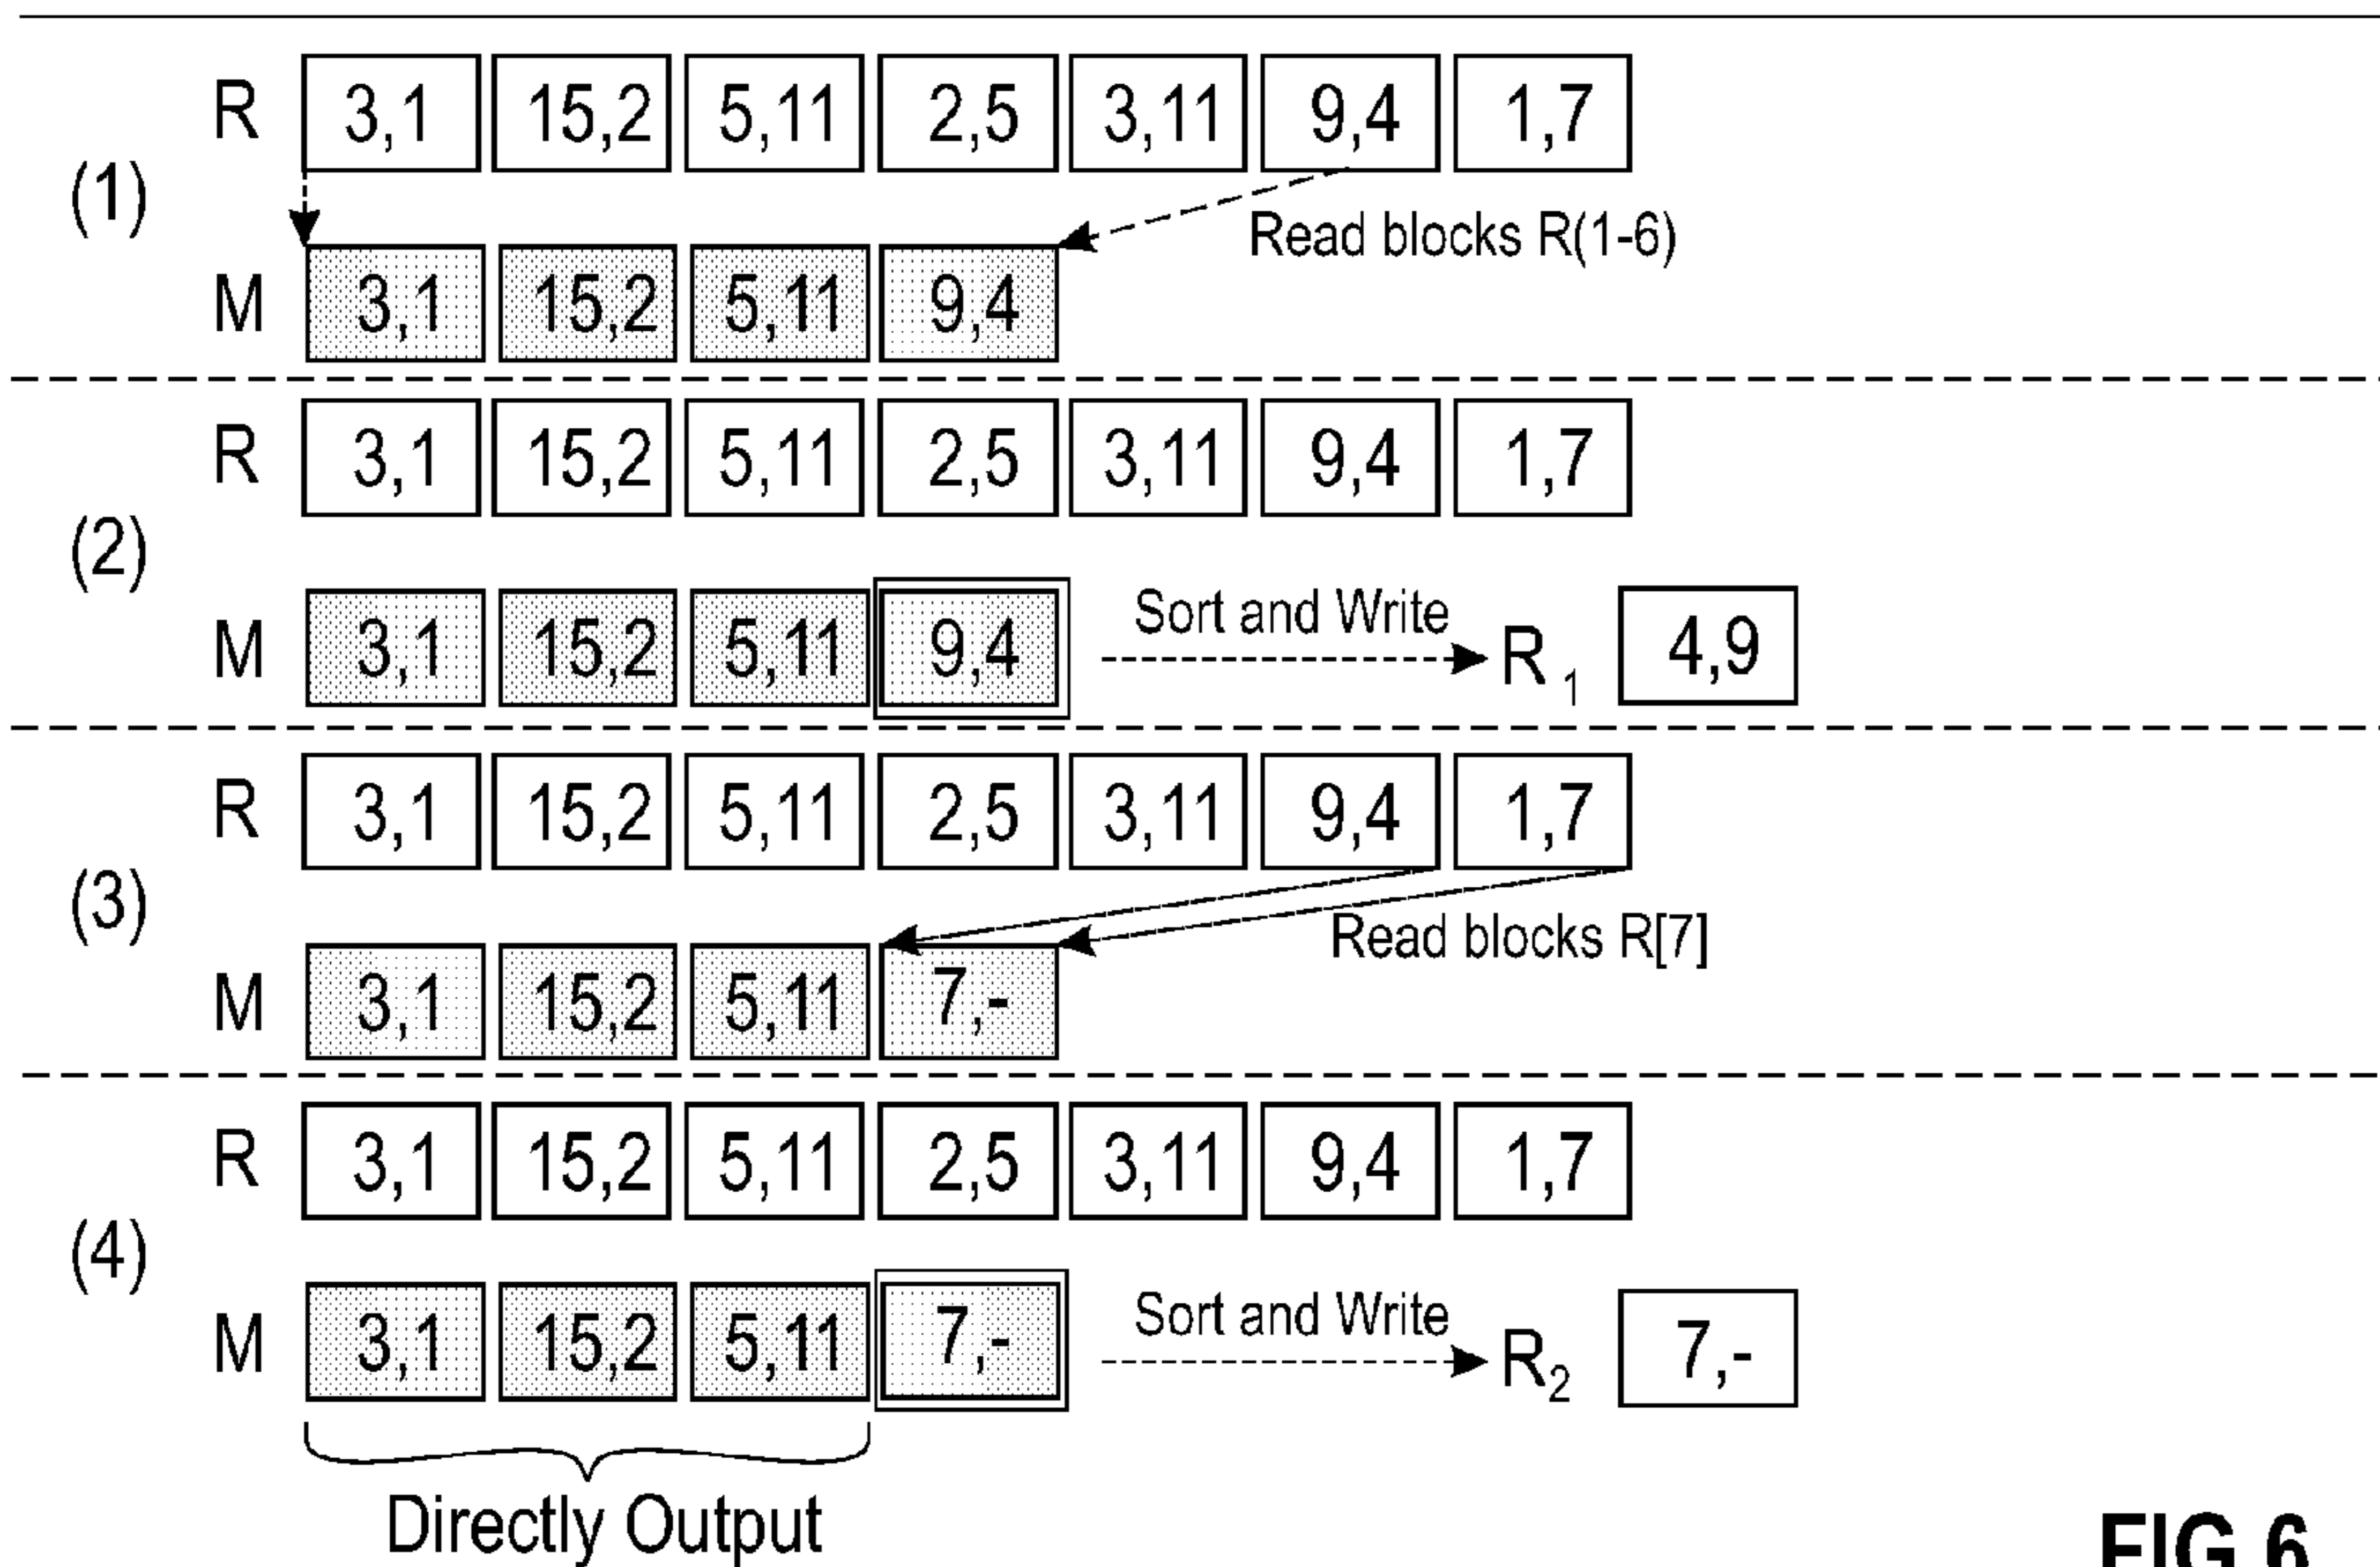 R 3,1 15,2 5,11 2,5 3,11 9,4 1,7
(1)
Read blocks R(1-6)
M 3,1 15,2 5,11 9,4
R 3,1 15,2 5,11 2,5 3,11 9,4 1,7
(2)
M 3,1 15,2 5,11 9,4 Sort and Write R1 4,9
R 3,1 15,2 5,11 2,5 3,11 9,4 1,7
(3)
Read blocks R[7]
M 3,1 15,2 5,11 7,-
R 3,1 15,2 5,11 2,5 3,11 9,4 1,7
(4)
M 3,1 15,2 5,11 7,- Sort and Write R2 7,-
Directly Output
FIG 6